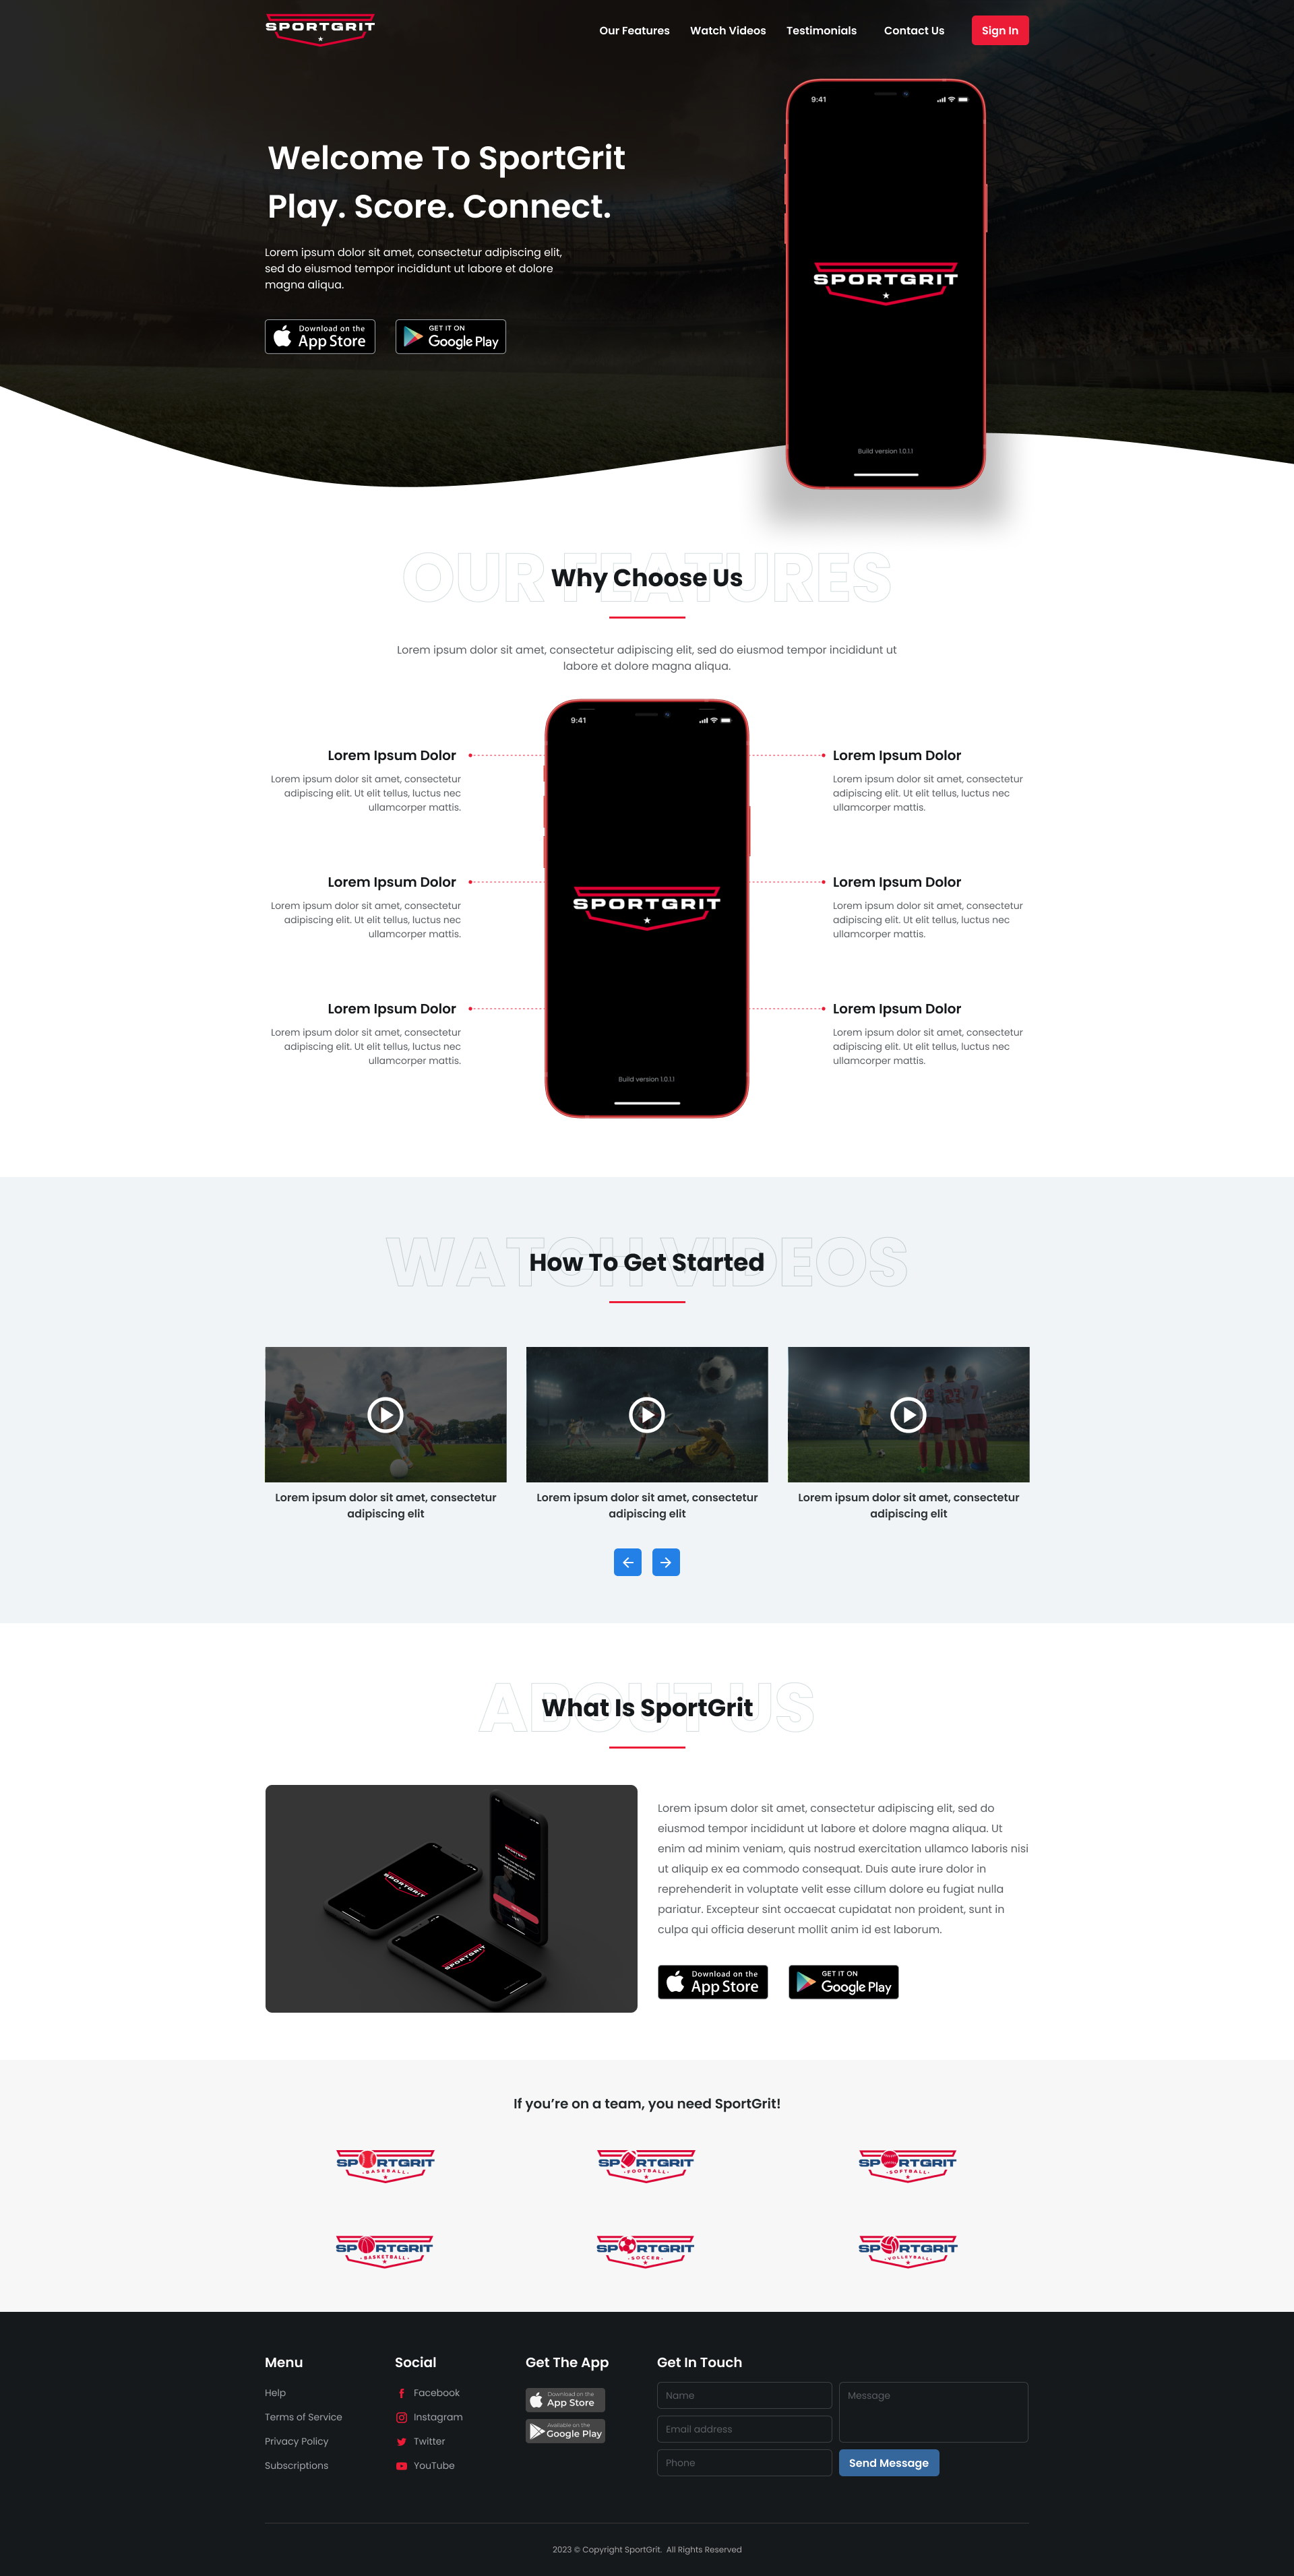 SPORTGRIT
Our Features Watch Videos Testimonials Contact Us Sign In
9:41
Welcome To SportGrit
Play. Score. Connect.
Lorem ipsum dolor sit amet, consectetur adipiscing elit,
sed do eiusmod tempor incididunt ut labore et dolore
magna aliqua.
SPORTGRIT
Download on the
App Store
GET IT ON
Google Play
Build version 1.0.1.1
OUR FEATURES
Why Choose Us
Lorem ipsum dolor sit amet, consectetur adipiscing elit, sed do eiusmod tempor incididunt ut
labore et dolore magna aliqua.
9:41
Lorem Ipsum Dolor
Lorem ipsum dolor sit amet, consectetur
adipiscing elit. Ut elit tellus, luctus nec
ullamcorper mattis.
Lorem Ipsum Dolor
Lorem ipsum dolor sit amet, consectetur
adipiscing elit. Ut elit tellus, luctus nec
ullamcorper mattis.
Lorem Ipsum Dolor
Lorem ipsum dolor sit amet, consectetur
adipiscing elit. Ut elit tellus, luctus nec
ullamcorper mattis.
SPORTGRIT
Build version 1.0.1.1
Lorem Ipsum Dolor
Lorem ipsum dolor sit amet, consectetur
adipiscing elit. Ut elit tellus, luctus nec
ullamcorper mattis.
Lorem Ipsum Dolor
Lorem ipsum dolor sit amet, consectetur
adipiscing elit. Ut elit tellus, luctus nec
ullamcorper mattis.
Lorem Ipsum Dolor
Lorem ipsum dolor sit amet, consectetur
adipiscing elit. Ut elit tellus, luctus nec
ullamcorper mattis.
WATCH VIDEOS
How To Get Started
Lorem ipsum dolor sit amet, consectetur
adipiscing elit
Lorem ipsum dolor sit amet, consectetur
adipiscing elit
Lorem ipsum dolor sit amet, consectetur
adipiscing elit
ABOUT US
What Is SportGrit
SPORTGRIT
SPORTGRIT
SPORTGRIT
Lorem ipsum dolor sit amet, consectetur adipiscing elit, sed do
eiusmod tempor incididunt ut labore et dolore magna aliqua. Ut
enim ad minim veniam, quis nostrud exercitation ullamco laboris nisi
ut aliquip ex ea commodo consequat. Duis aute irure dolor in
reprehenderit in voluptate velit esse cillum dolore eu fugiat nulla
pariatur. Excepteur sint occaecat cupidatat non proident, sunt in
culpa qui officia deserunt mollit anim id est laborum.
Download on the
App Store
GET IT ON
Google Play
If you’re on a team, you need SportGrit!
SPORTGRIT
BASEBALL
SPORTGRIT
FOOTBALL
SPORTGRIT
SOFTBALL
SPORTGRIT
BASKETBALL
SPORTGRIT
SOCCER
SPORTGRIT
VOLLEYBALL
Menu
Help
Terms of Service
Privacy Policy
Subscriptions
Social
Facebook
Instagram
Twitter
YouTube
Get The App
Download on the
App Store
Available on the
Google Play
Get In Touch
Name
Email address
Phone
Message
Send Message
2023 © Copyright SportGrit. All Rights Reserved